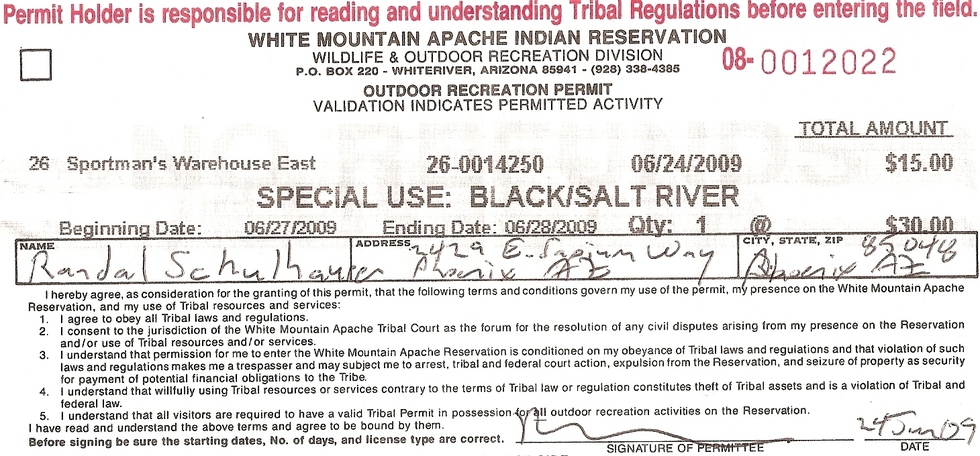 Permit Holder is responsible for reading and understanding Tribal Regulations before entering the field.
WHITE MOUNTAIN APACHE INDIAN RESERVATION
WILDLIFE & OUTDOOR RECREATION DIVISION
P.O. BOX 220 - WHITERIVER, ARIZONA 85941 - (928) 338-4385
08-0012022
OUTDOOR RECREATION PERMIT
VALIDATION INDICATES PERMITTED ACTIVITY
TOTAL AMOUNT
26 Sportman's Warehouse East 26-0014250 06/24/2009 $15.00
SPECIAL USE: BLACK/SALT RIVER
Beginning Date: 06/27/2009 Ending Date: 06/28/2009 Qty: 1 @ $30.00
NAME ADDRESS 2429 E. Way CITY, STATE, ZIP 85048
Randal Phoenix AZ Phoenix AZ
I hereby agree, as consideration for the granting of this permit, that the following terms and conditions govern my use of the permit, my presence on the White Mountain Apache
Reservation, and my use of Tribal resources and services:
1. I agree to obey all Tribal laws and regulations.
2. I consent to the jurisdiction of the White Mountain Apache Tribal Court as the forum for the resolution of any civil disputes arising from my presence on the Reservation
and/or use of Tribal resources and/or services.
3. I understand that permission for me to enter the White Mountain Apache Reservation is conditioned on my obeyance of Tribal laws and regulations and that violation of such
laws and regulations makes me a trespasser and may subject me to arrest, tribal and federal court action, expulsion from the Reservation, and seizure of property as security
for payment of potential financial obligations to the Tribe.
4. I understand that willfully using Tribal resources or services contrary to the terms of Tribal law or regulation constitutes theft of Tribal assets and is a violation of Tribal and
federal law.
5. I understand that all visitors are required to have a valid Tribal Permit in possession for all outdoor recreation activities on the Reservation.
I have read and understand the above terms and agree to be bound by them.
Before signing be sure the starting dates, No. of days, and license type are correct.
24 Jun 09
SIGNATURE OF PERMITTEE DATE